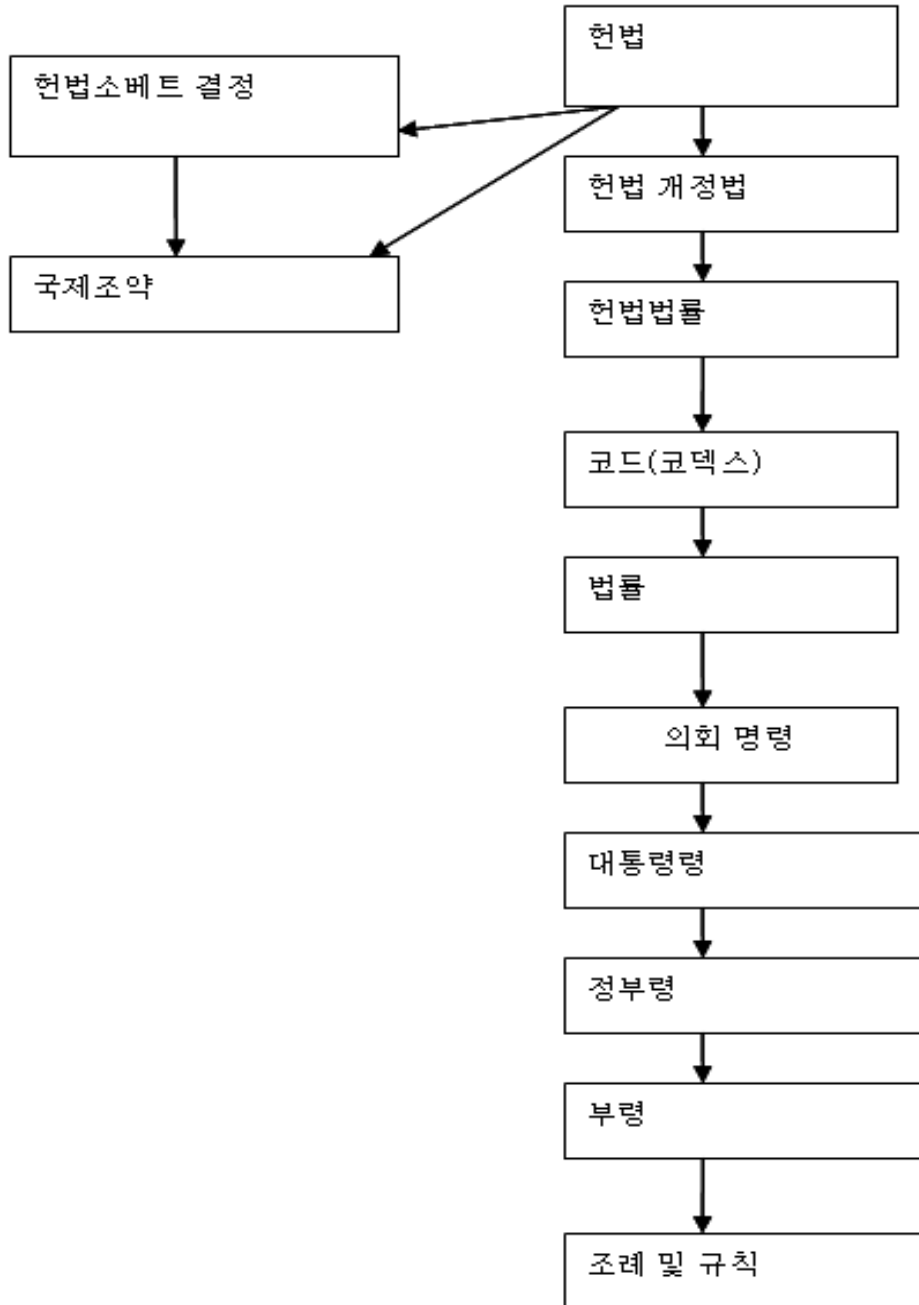 헌법
헌법소베트 결정
헌법 개정법
국제조약
헌법법률
코드(코덱스)
법률
의회 명령
대통령령
정부령
부령
조례 및 규칙